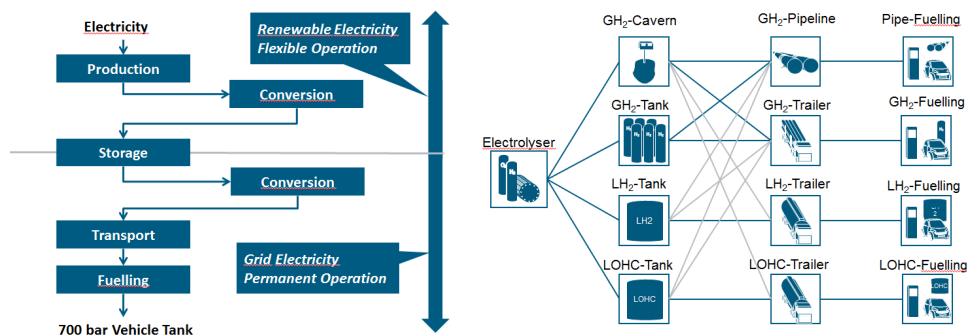 Electricity
Production
Conversion
Storage
Conversion
Transport
Fuelling
700 bar Vehicle Tank
Renewable Electricity
Flexible Operation
Grid Electricity
Permanent Operation
GH2-Cavern
GH2-Pipeline
Pipe-Fuelling
GH2-Tank
GH2-Trailer
GH2-Fuelling
Electrolyser
LH2-Tank
LH2
LH2-Trailer
LH2-Fuelling
LOHC-Tank
LOHC
LOHC-Trailer
LOHC-Fuelling
LOHC